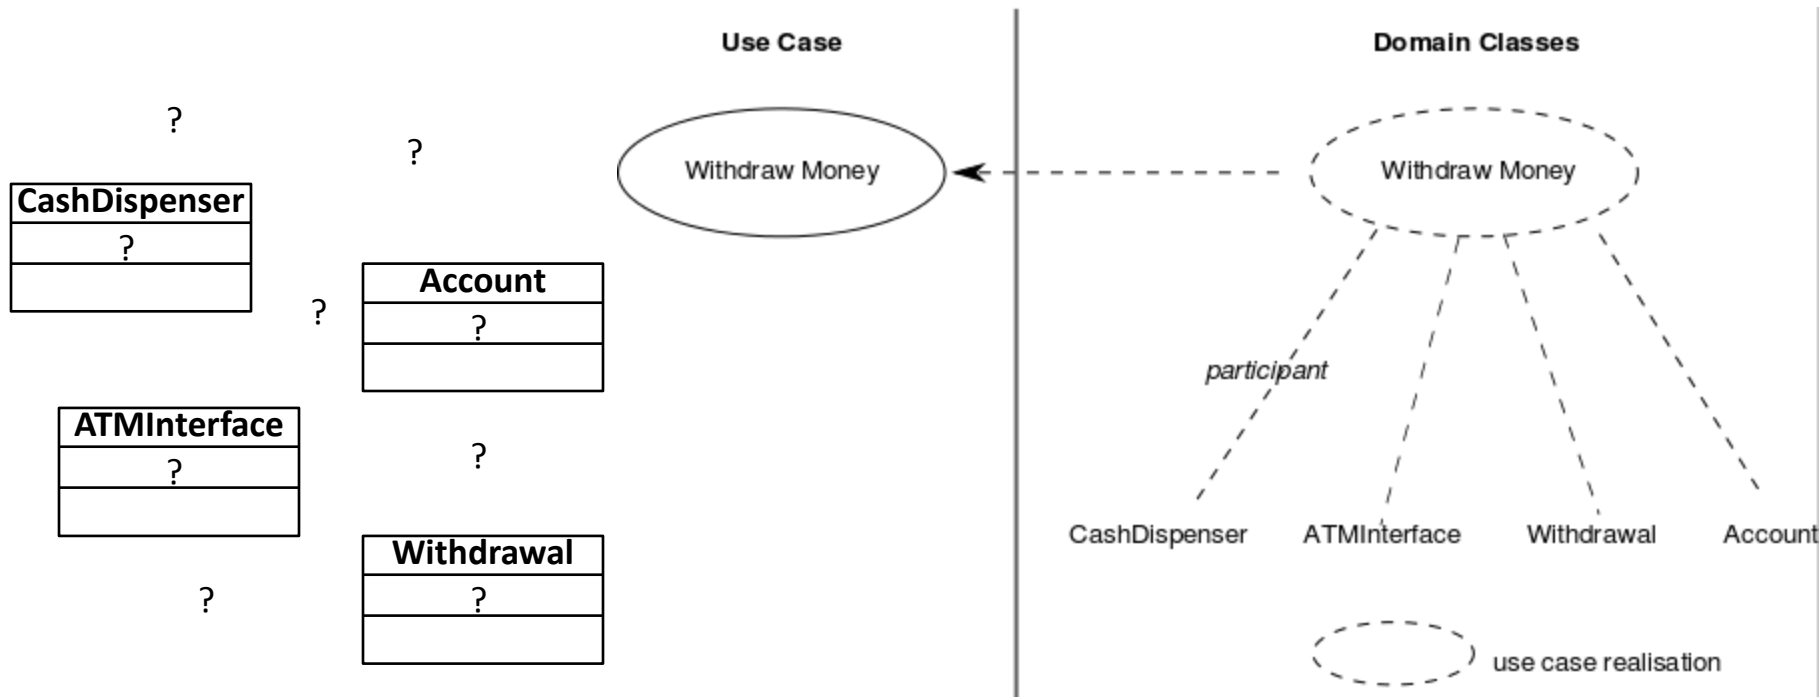 Use Case
Domain Classes
?
?
Withdraw Money
Withdraw Money
CashDispenser
?
?
Account
?
participant
ATMInterface
?
?
CashDispenser
ATMInterface
Withdrawal
Account
Withdrawal
?
?
use case realisation